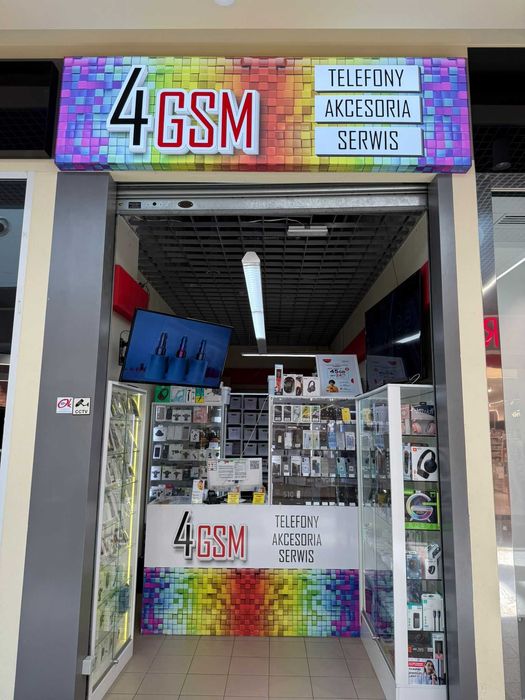 4GSM
TELEFONY
AKCESORIA
SERWIS
CCTV
4GSM
TELEFONY
AKCESORIA
SERWIS